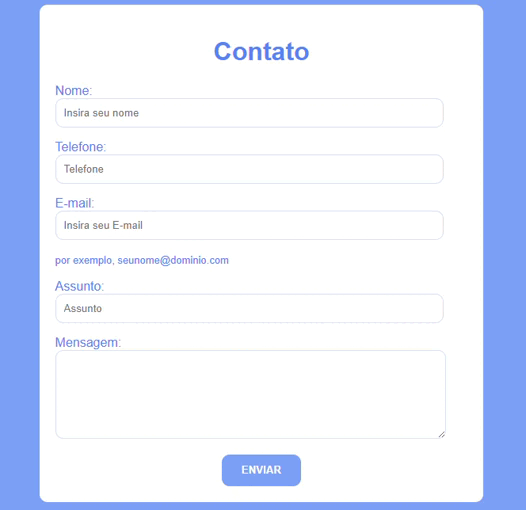 Contato
Nome:
Insira seu nome
Telefone:
Telefone
E-mail:
Insira seu E-mail
por exemplo, seunome@dominio.com
Assunto:
Assunto
Mensagem:
ENVIAR